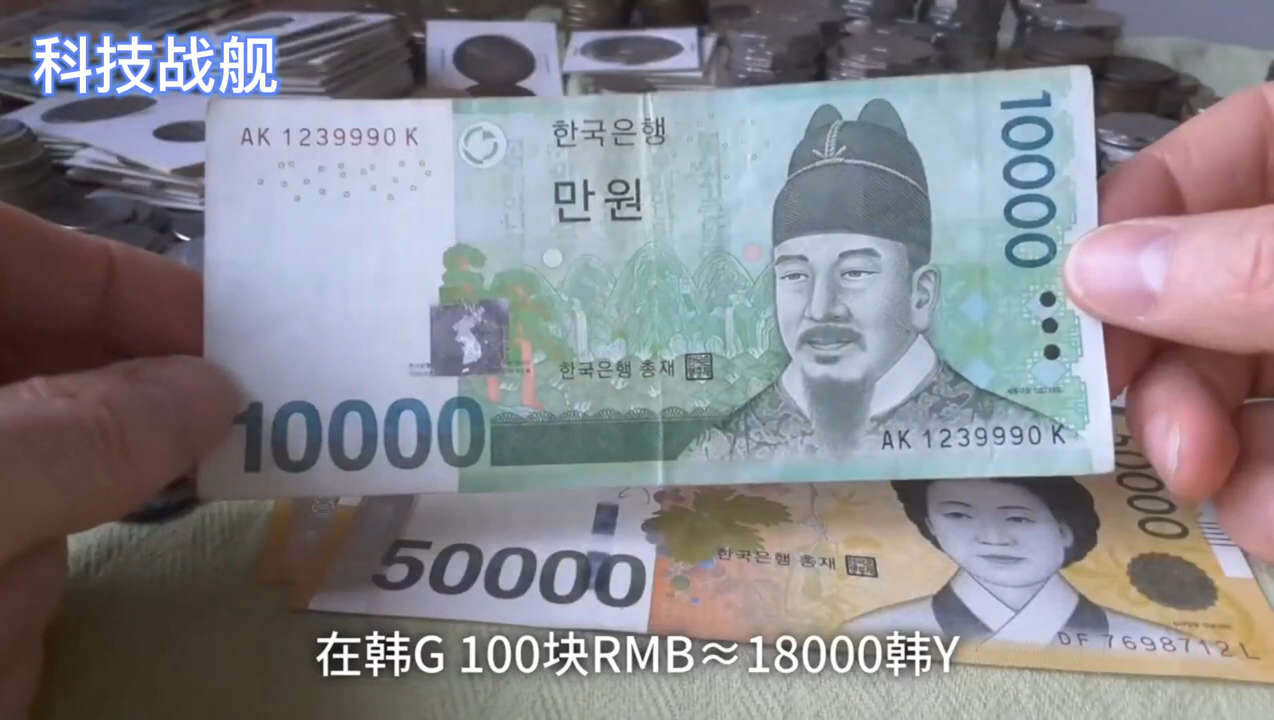 科技战舰
AK 1239990 K
한국은행
만원
10000
한국은행 총재
10000
AK 1239990 K
50000
한국은행 총재
50000
DF 7698712 L
在韩G 100块RMB≈18000韩Y